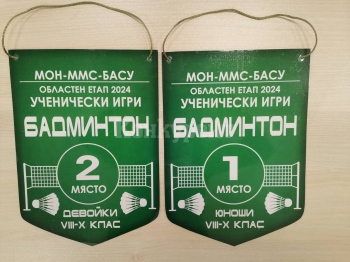 МОН-ММС-БАСУ
ОБЛАСТЕН ЕТАП 2024
УЧЕНИЧЕСКИ ИГРИ
БАДМИНТОН
2
МЯСТО
ДЕВОЙКИ
VIII-X КЛАС
МОН-ММС-БАСУ
ОБЛАСТЕН ЕТАП 2024
УЧЕНИЧЕСКИ ИГРИ
БАДМИНТОН
1
МЯСТО
ЮНОШИ
VIII-X КЛАС